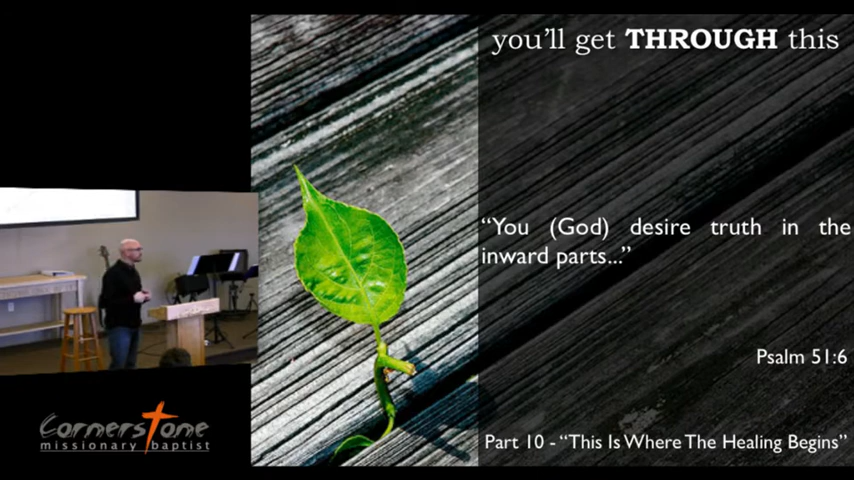 you'll get THROUGH this
“You (God) desire truth in the
inward parts...”
Psalm 51:6
Cornerstone
missionary baptist
Part 10 - “This Is Where The Healing Begins”